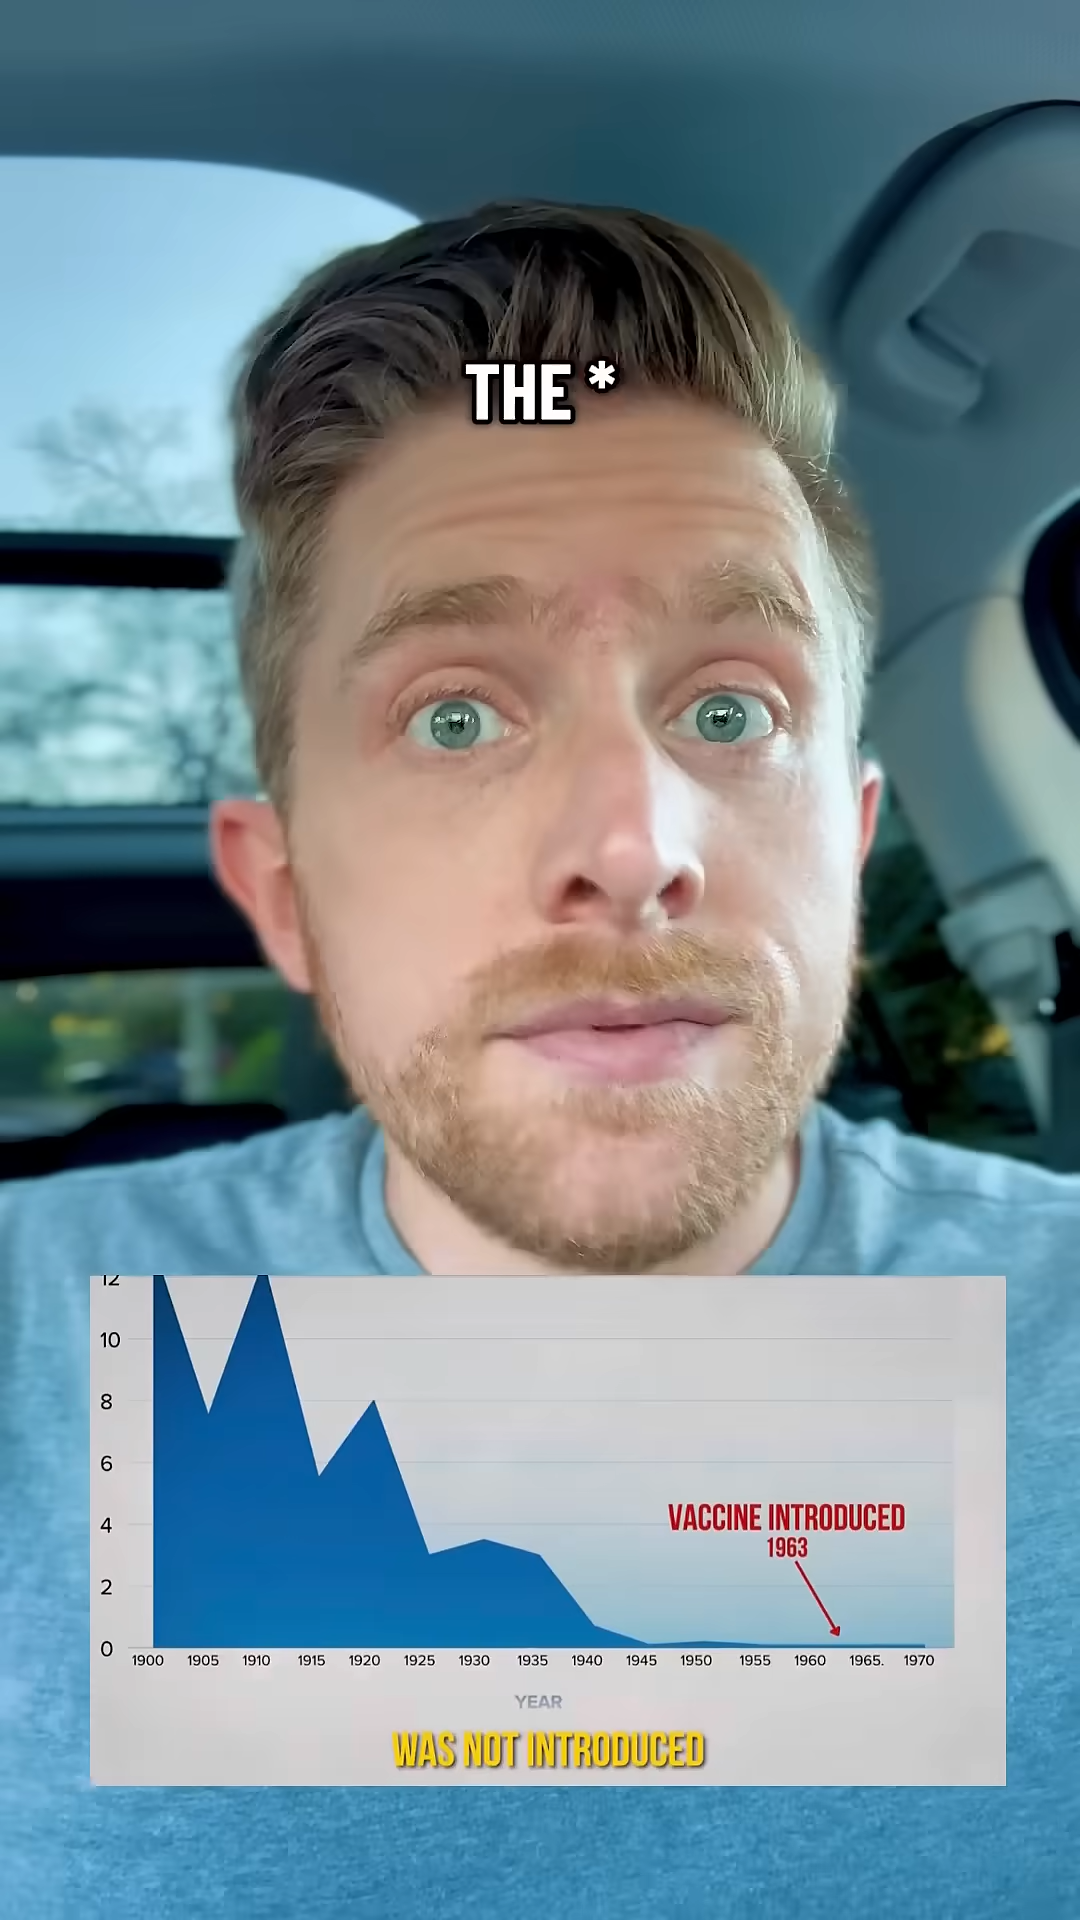 THE *
12
10
8
6
4
2
0
VACCINE INTRODUCED
1963
1900 1905 1910 1915 1920 1925 1930 1935 1940 1945 1950 1955 1960 1965. 1970
YEAR
WAS NOT INTRODUCED